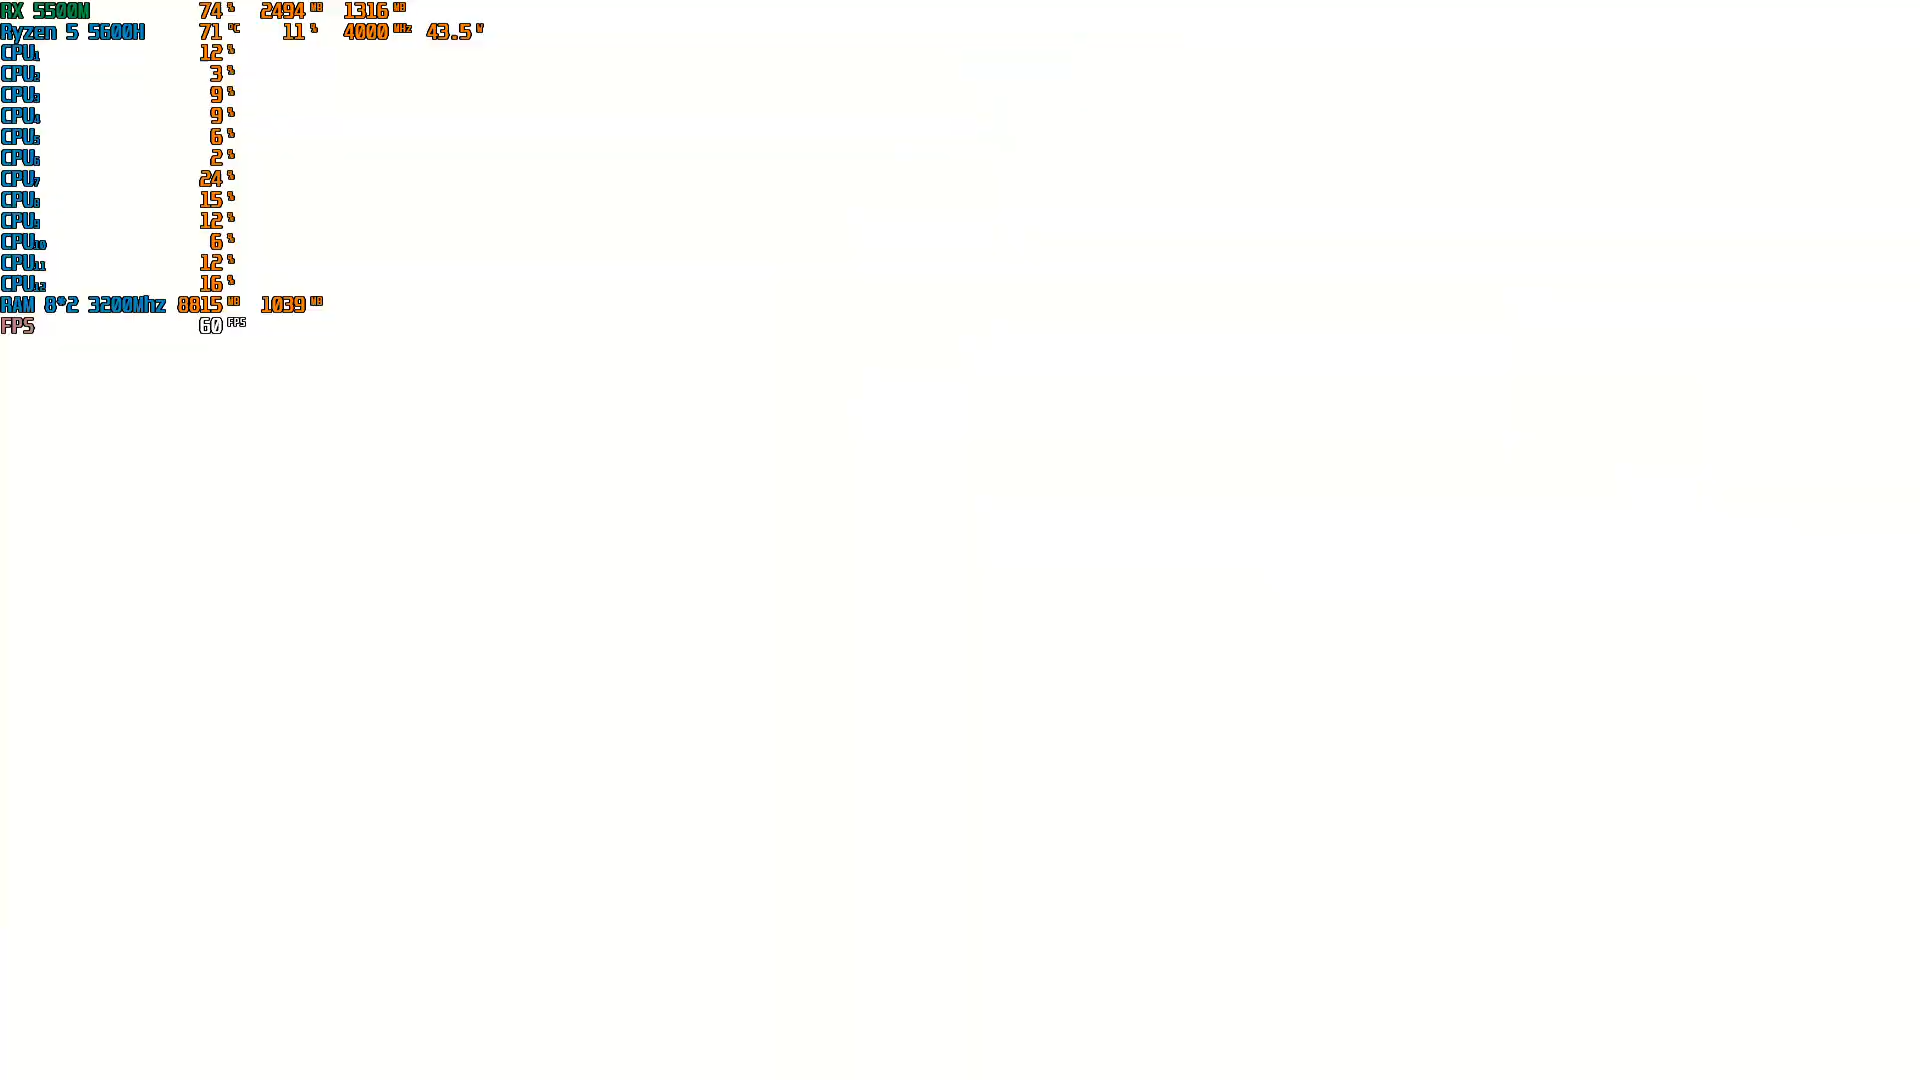 RX 5500M 74 % 2494 MB 1316 MB
Ryzen 5 5600H 71 °C 11 % 4000 MHz 43.5 W
CPU1 12 %
CPU2 3 %
CPU3 9 %
CPU4 9 %
CPU5 6 %
CPU6 2 %
CPU7 24 %
CPU8 15 %
CPU9 12 %
CPU10 6 %
CPU11 12 %
CPU12 16 %
RAM 8*2 3200Mhz 8815 MB 1039 MB
FPS 60 FPS